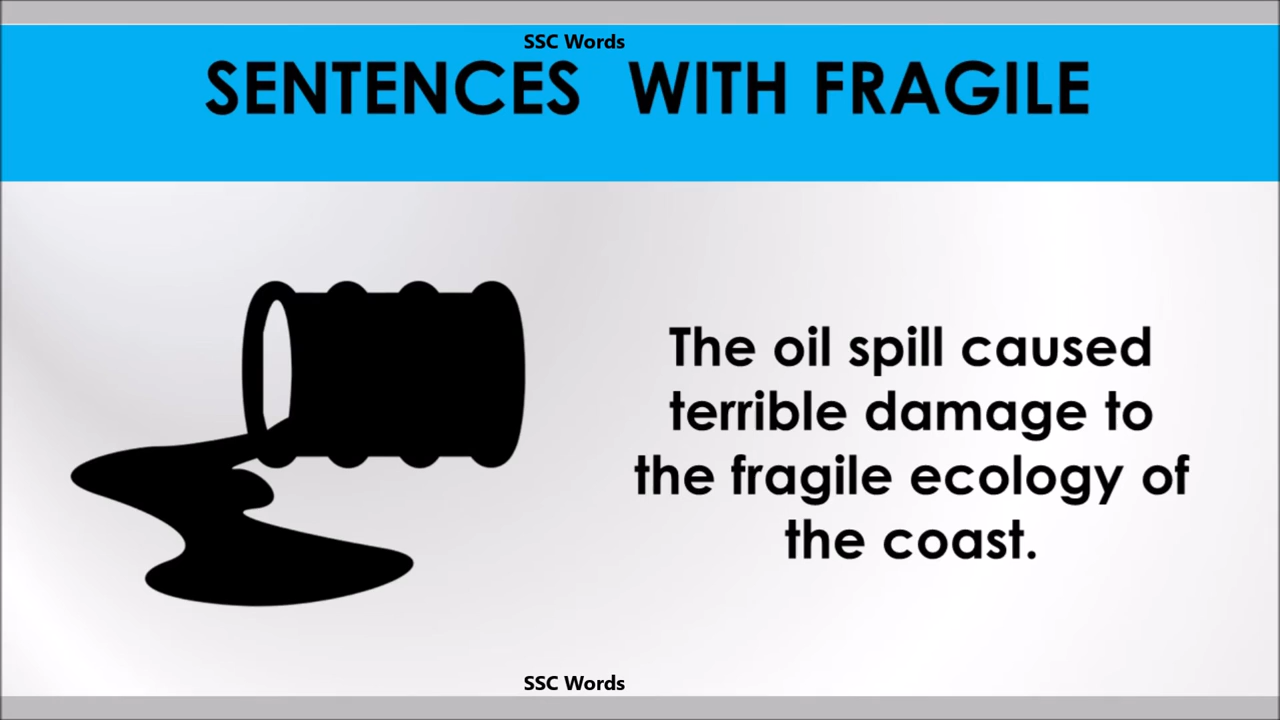 SSC Words
SENTENCES WITH FRAGILE
The oil spill caused
terrible damage to
the fragile ecology of
the coast.
SSC Words